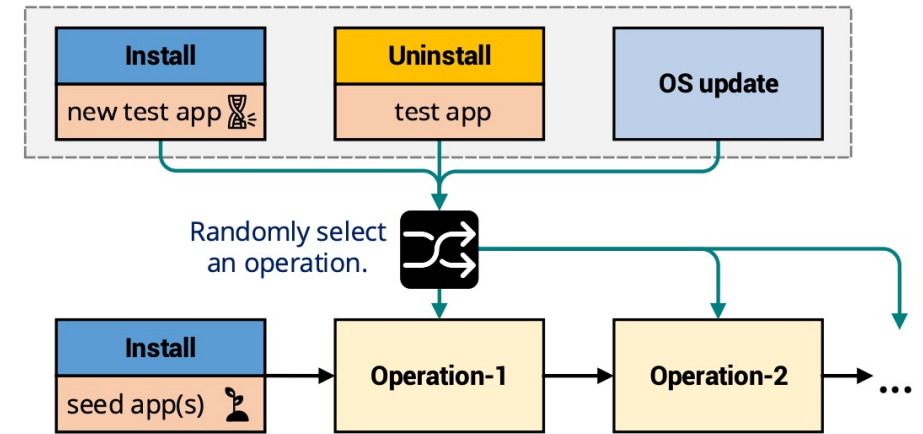 Install
new test app
Uninstall
test app
OS update
Randomly select
an operation.
Install
seed app(s)
Operation-1
Operation-2
...